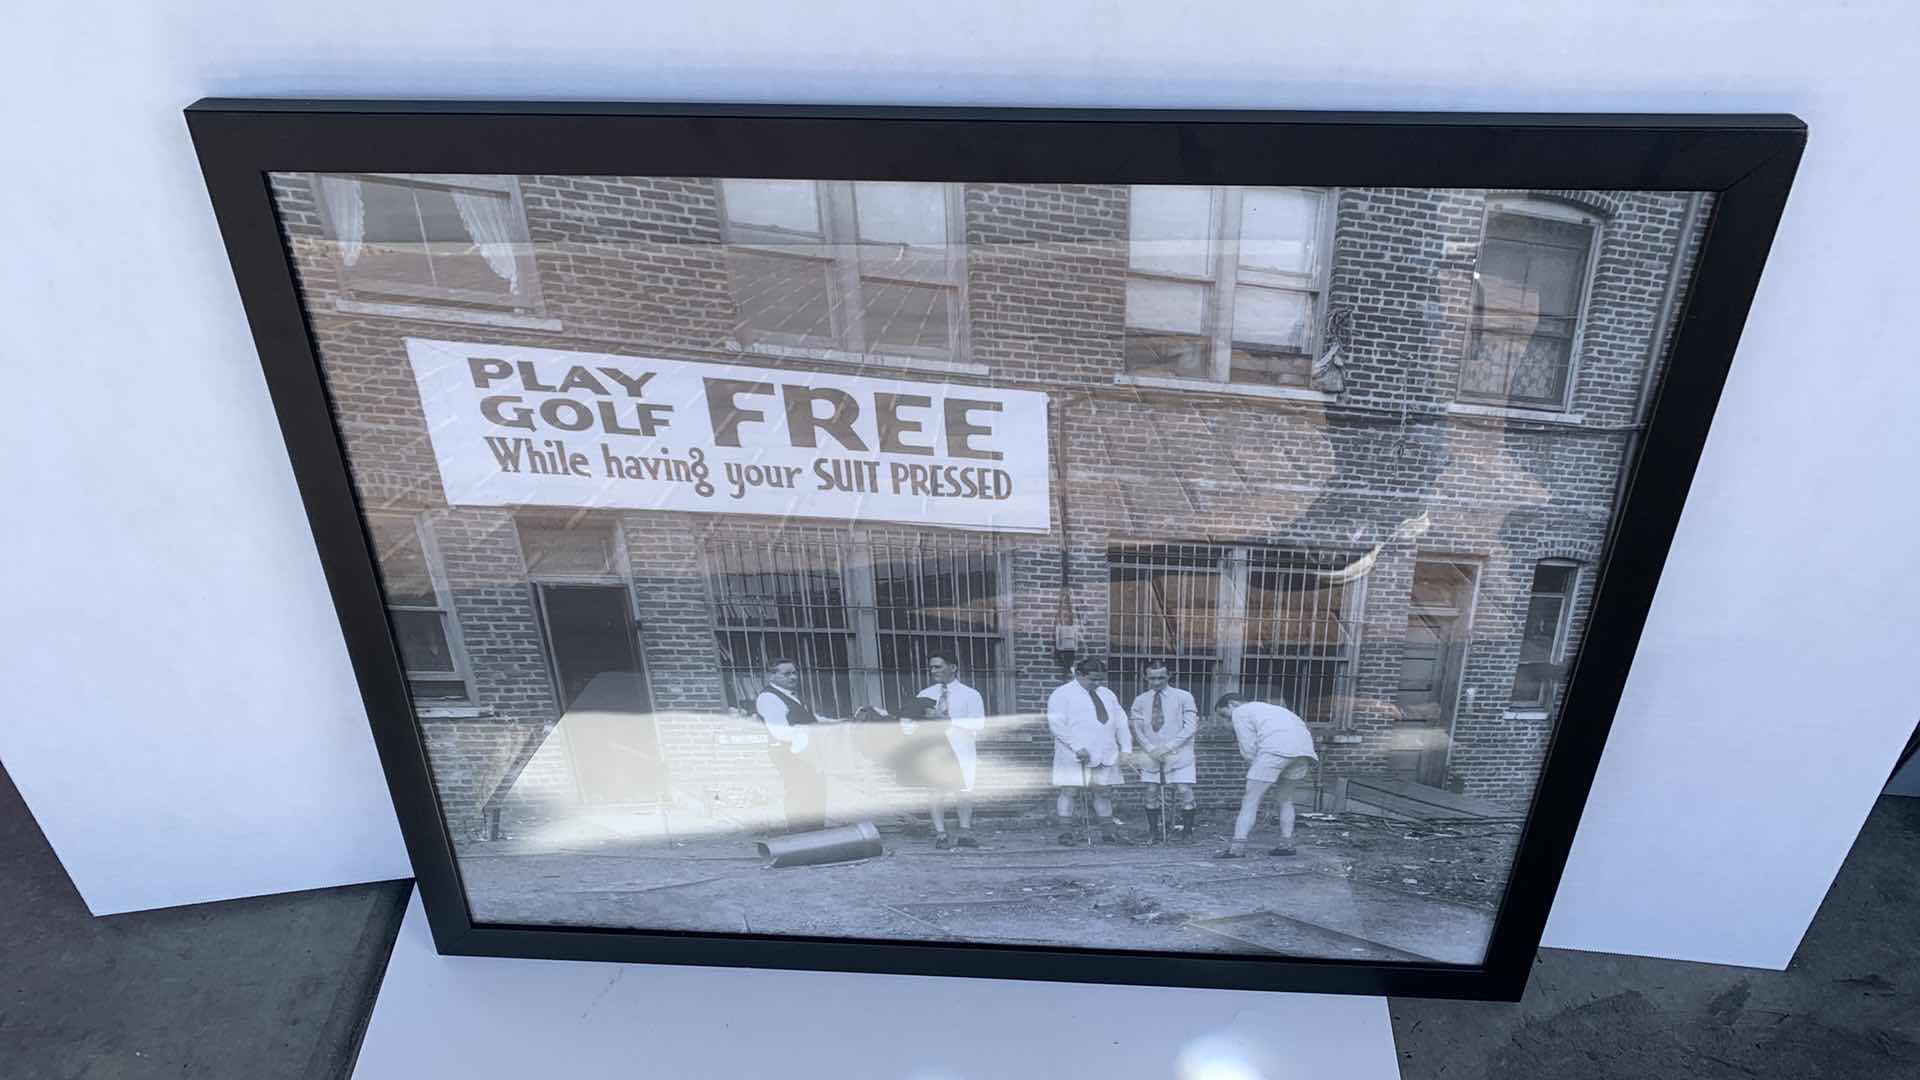 PLAY GOLF FREE
While having your SUIT PRESSED